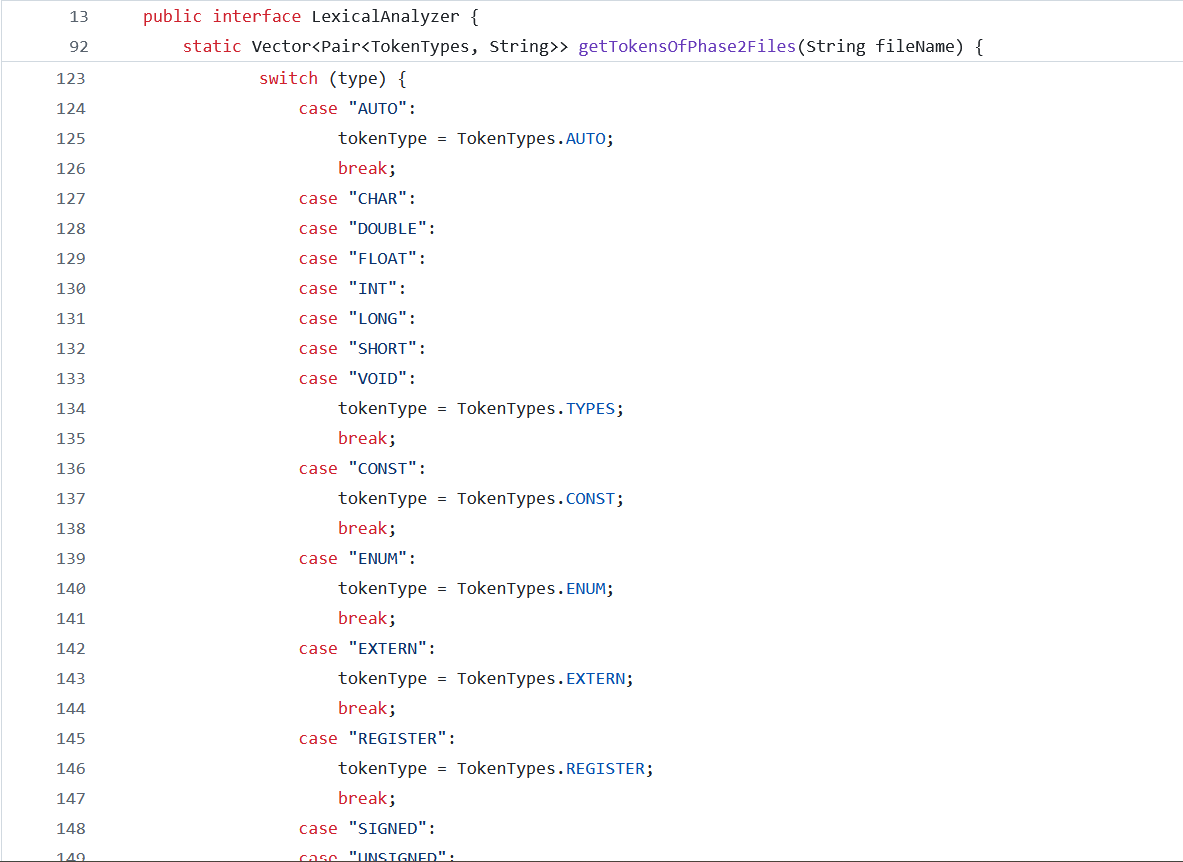 13 public interface LexicalAnalyzer {
92 static Vector<Pair<TokenTypes, String>> getTokensOfPhase2Files(String fileName) {
123 switch (type) {
124 case "AUTO":
125 tokenType = TokenTypes.AUTO;
126 break;
127 case "CHAR":
128 case "DOUBLE":
129 case "FLOAT":
130 case "INT":
131 case "LONG":
132 case "SHORT":
133 case "VOID":
134 tokenType = TokenTypes.TYPES;
135 break;
136 case "CONST":
137 tokenType = TokenTypes.CONST;
138 break;
139 case "ENUM":
140 tokenType = TokenTypes.ENUM;
141 break;
142 case "EXTERN":
143 tokenType = TokenTypes.EXTERN;
144 break;
145 case "REGISTER":
146 tokenType = TokenTypes.REGISTER;
147 break;
148 case "SIGNED":
149 case "UNSIGNED":